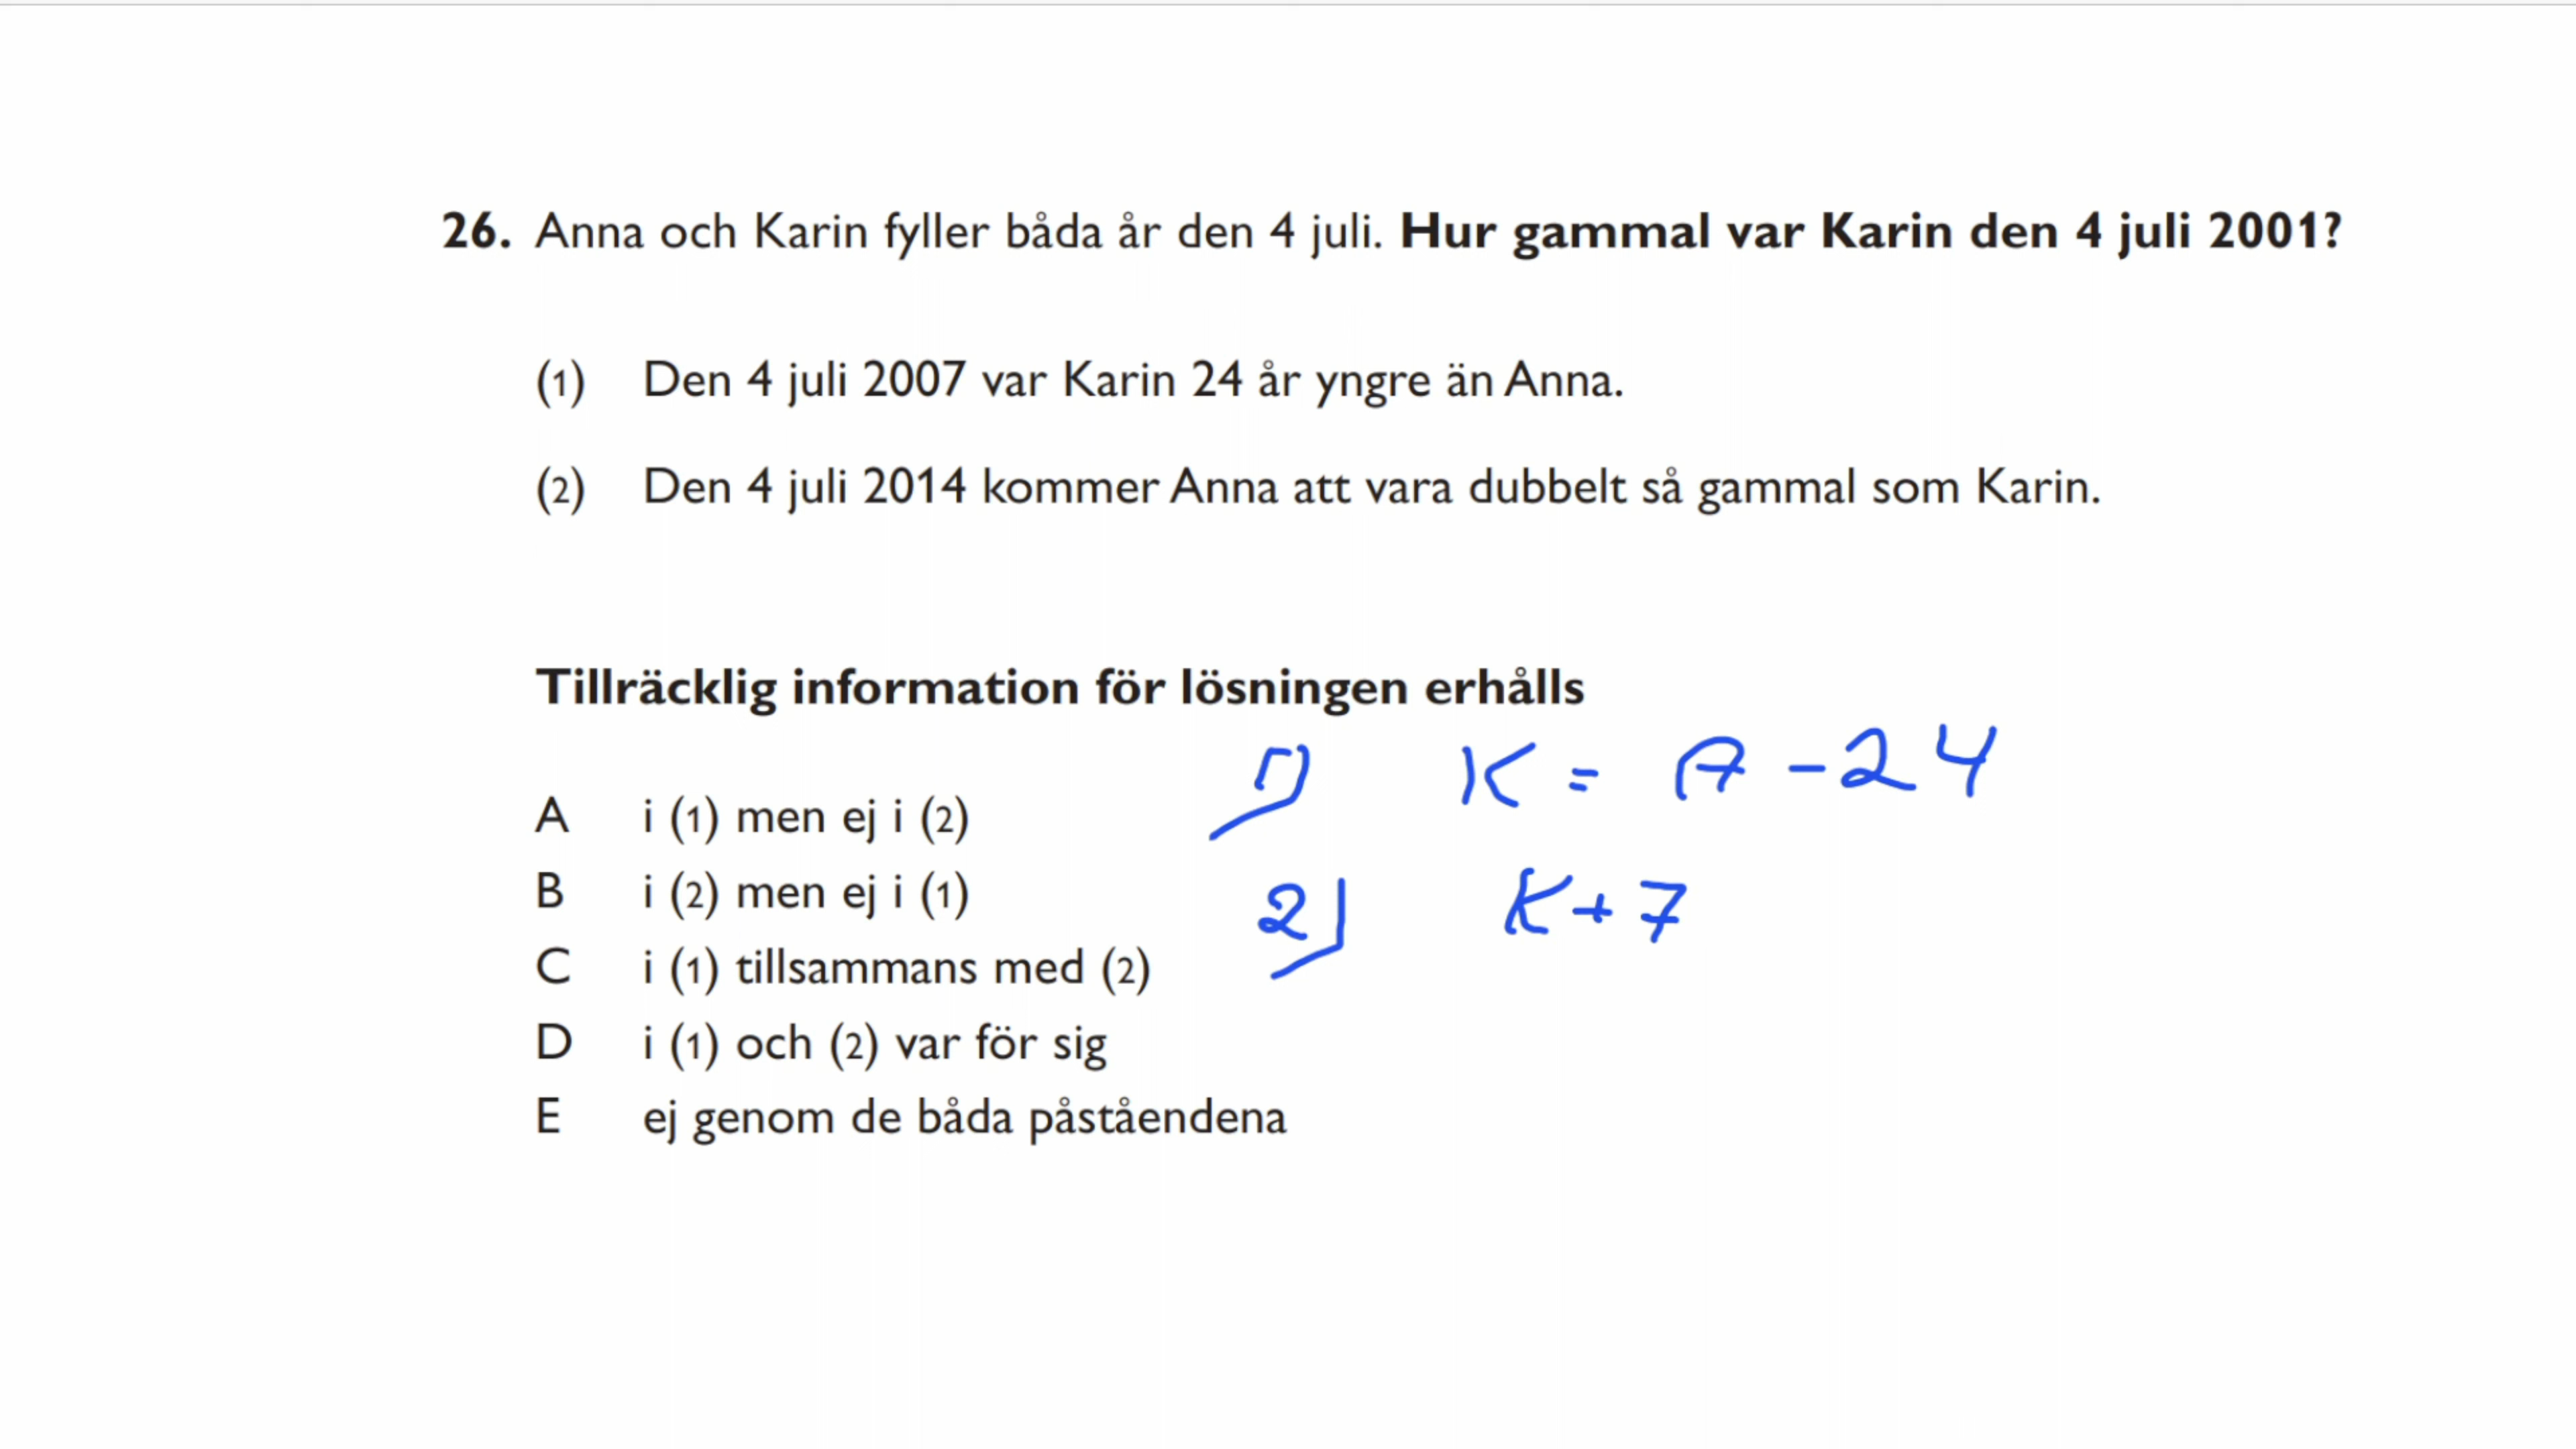 26. Anna och Karin fyller båda år den 4 juli. Hur gammal var Karin den 4 juli 2001?
(1) Den 4 juli 2007 var Karin 24 år yngre än Anna.
(2) Den 4 juli 2014 kommer Anna att vara dubbelt så gammal som Karin.
Tillräcklig information för lösningen erhålls
A i (1) men ej i (2)
B i (2) men ej i (1)
C i (1) tillsammans med (2)
D i (1) och (2) var för sig
E ej genom de båda påståendena
1) K = A - 24
2) K + 7